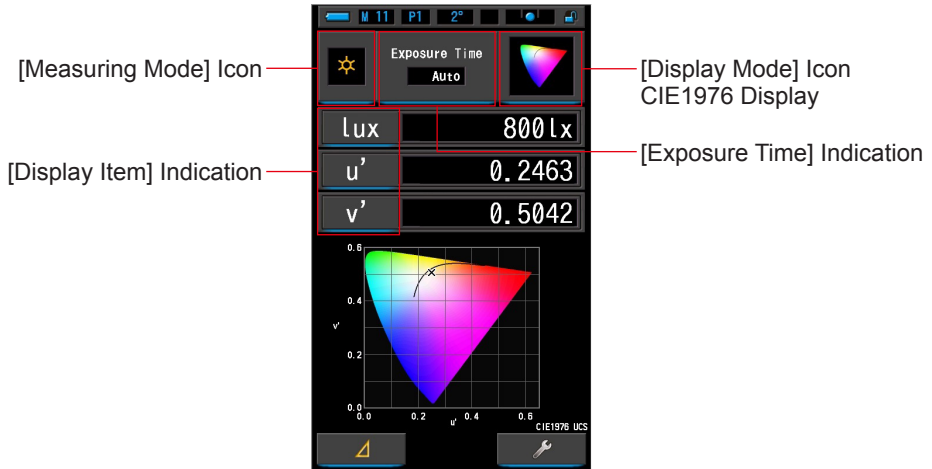 M 11 P1 2°
[Measuring Mode] Icon
Exposure Time
Auto
[Display Mode] Icon
CIE1976 Display
lux 800lx
[Exposure Time] Indication
[Display Item] Indication
u' 0.2463
v' 0.5042
0.6
0.4
v'
0.2
0.0
0.0 0.2 u' 0.4 0.6
CIE1976 UCS